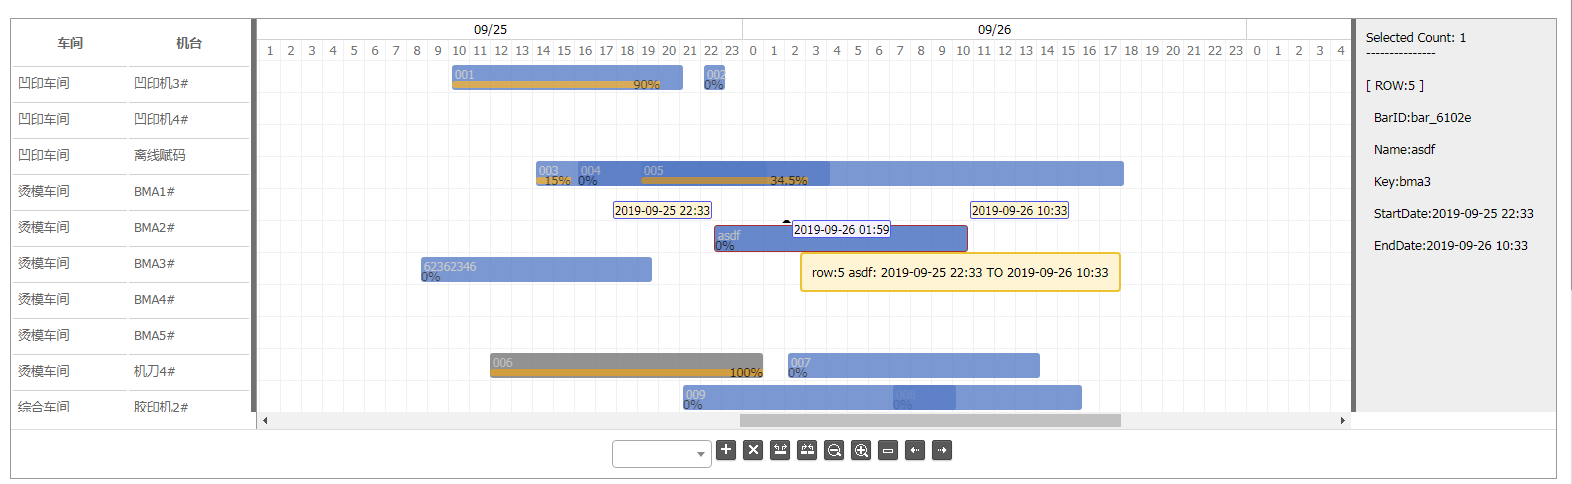 09/25 09/26
车间 机台 1 2 3 4 5 6 7 8 9 10 11 12 13 14 15 16 17 18 19 20 21 22 23 0 1 2 3 4 5 6 7 8 9 10 11 12 13 14 15 16 17 18 19 20 21 22 23 0 1 2 3 4
凹印车间 凹印机3# 001 90% 002 0%
凹印车间 凹印机4#
凹印车间 离线赋码
003 15% 004 0% 005 34.5%
烫模车间 BMA1#
2019-09-25 22:33 2019-09-26 10:33
烫模车间 BMA2# asdf 0% 2019-09-26 01:59
烫模车间 BMA3# 62362346 0%
row:5 asdf: 2019-09-25 22:33 TO 2019-09-26 10:33
烫模车间 BMA4#
烫模车间 BMA5#
烫模车间 机刀4# 006 100% 007 0%
综合车间 胶印机2# 009 0% 008 0%
Selected Count: 1
---------------
[ ROW:5 ]
BarID:bar_6102e
Name:asdf
Key:bma3
StartDate:2019-09-25 22:33
EndDate:2019-09-26 10:33